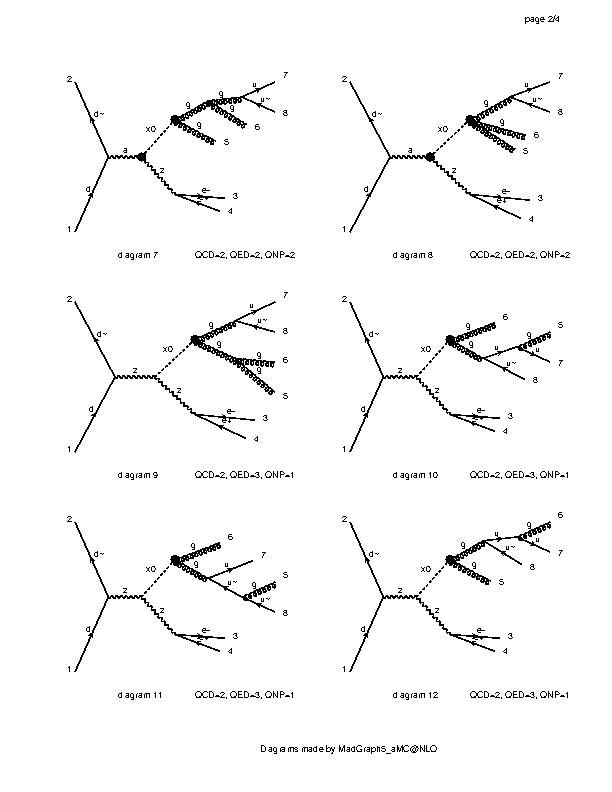 page 2/4
2 d~ a d 1 x0 g g g g u u~ z e- e+ 7 8 6 5 3 4
diagram 7 QCD=2, QED=2, QNP=2
2 d~ a d 1 x0 g g g u u~ z e- e+ 7 8 6 5 3 4
diagram 8 QCD=2, QED=2, QNP=2
2 d~ z d 1 x0 g g g g u u~ z e- e+ 7 8 6 5 3 4
diagram 9 QCD=2, QED=3, QNP=1
2 d~ z d 1 x0 g g g u u u~ z e- e+ 6 5 7 8 3 4
diagram 10 QCD=2, QED=3, QNP=1
2 d~ z d 1 x0 g g g u u~ u~ z e- e+ 6 7 5 8 3 4
diagram 11 QCD=2, QED=3, QNP=1
2 d~ z d 1 x0 g g g u u u~ z e- e+ 6 7 8 5 3 4
diagram 12 QCD=2, QED=3, QNP=1
Diagrams made by MadGraph5_aMC@NLO